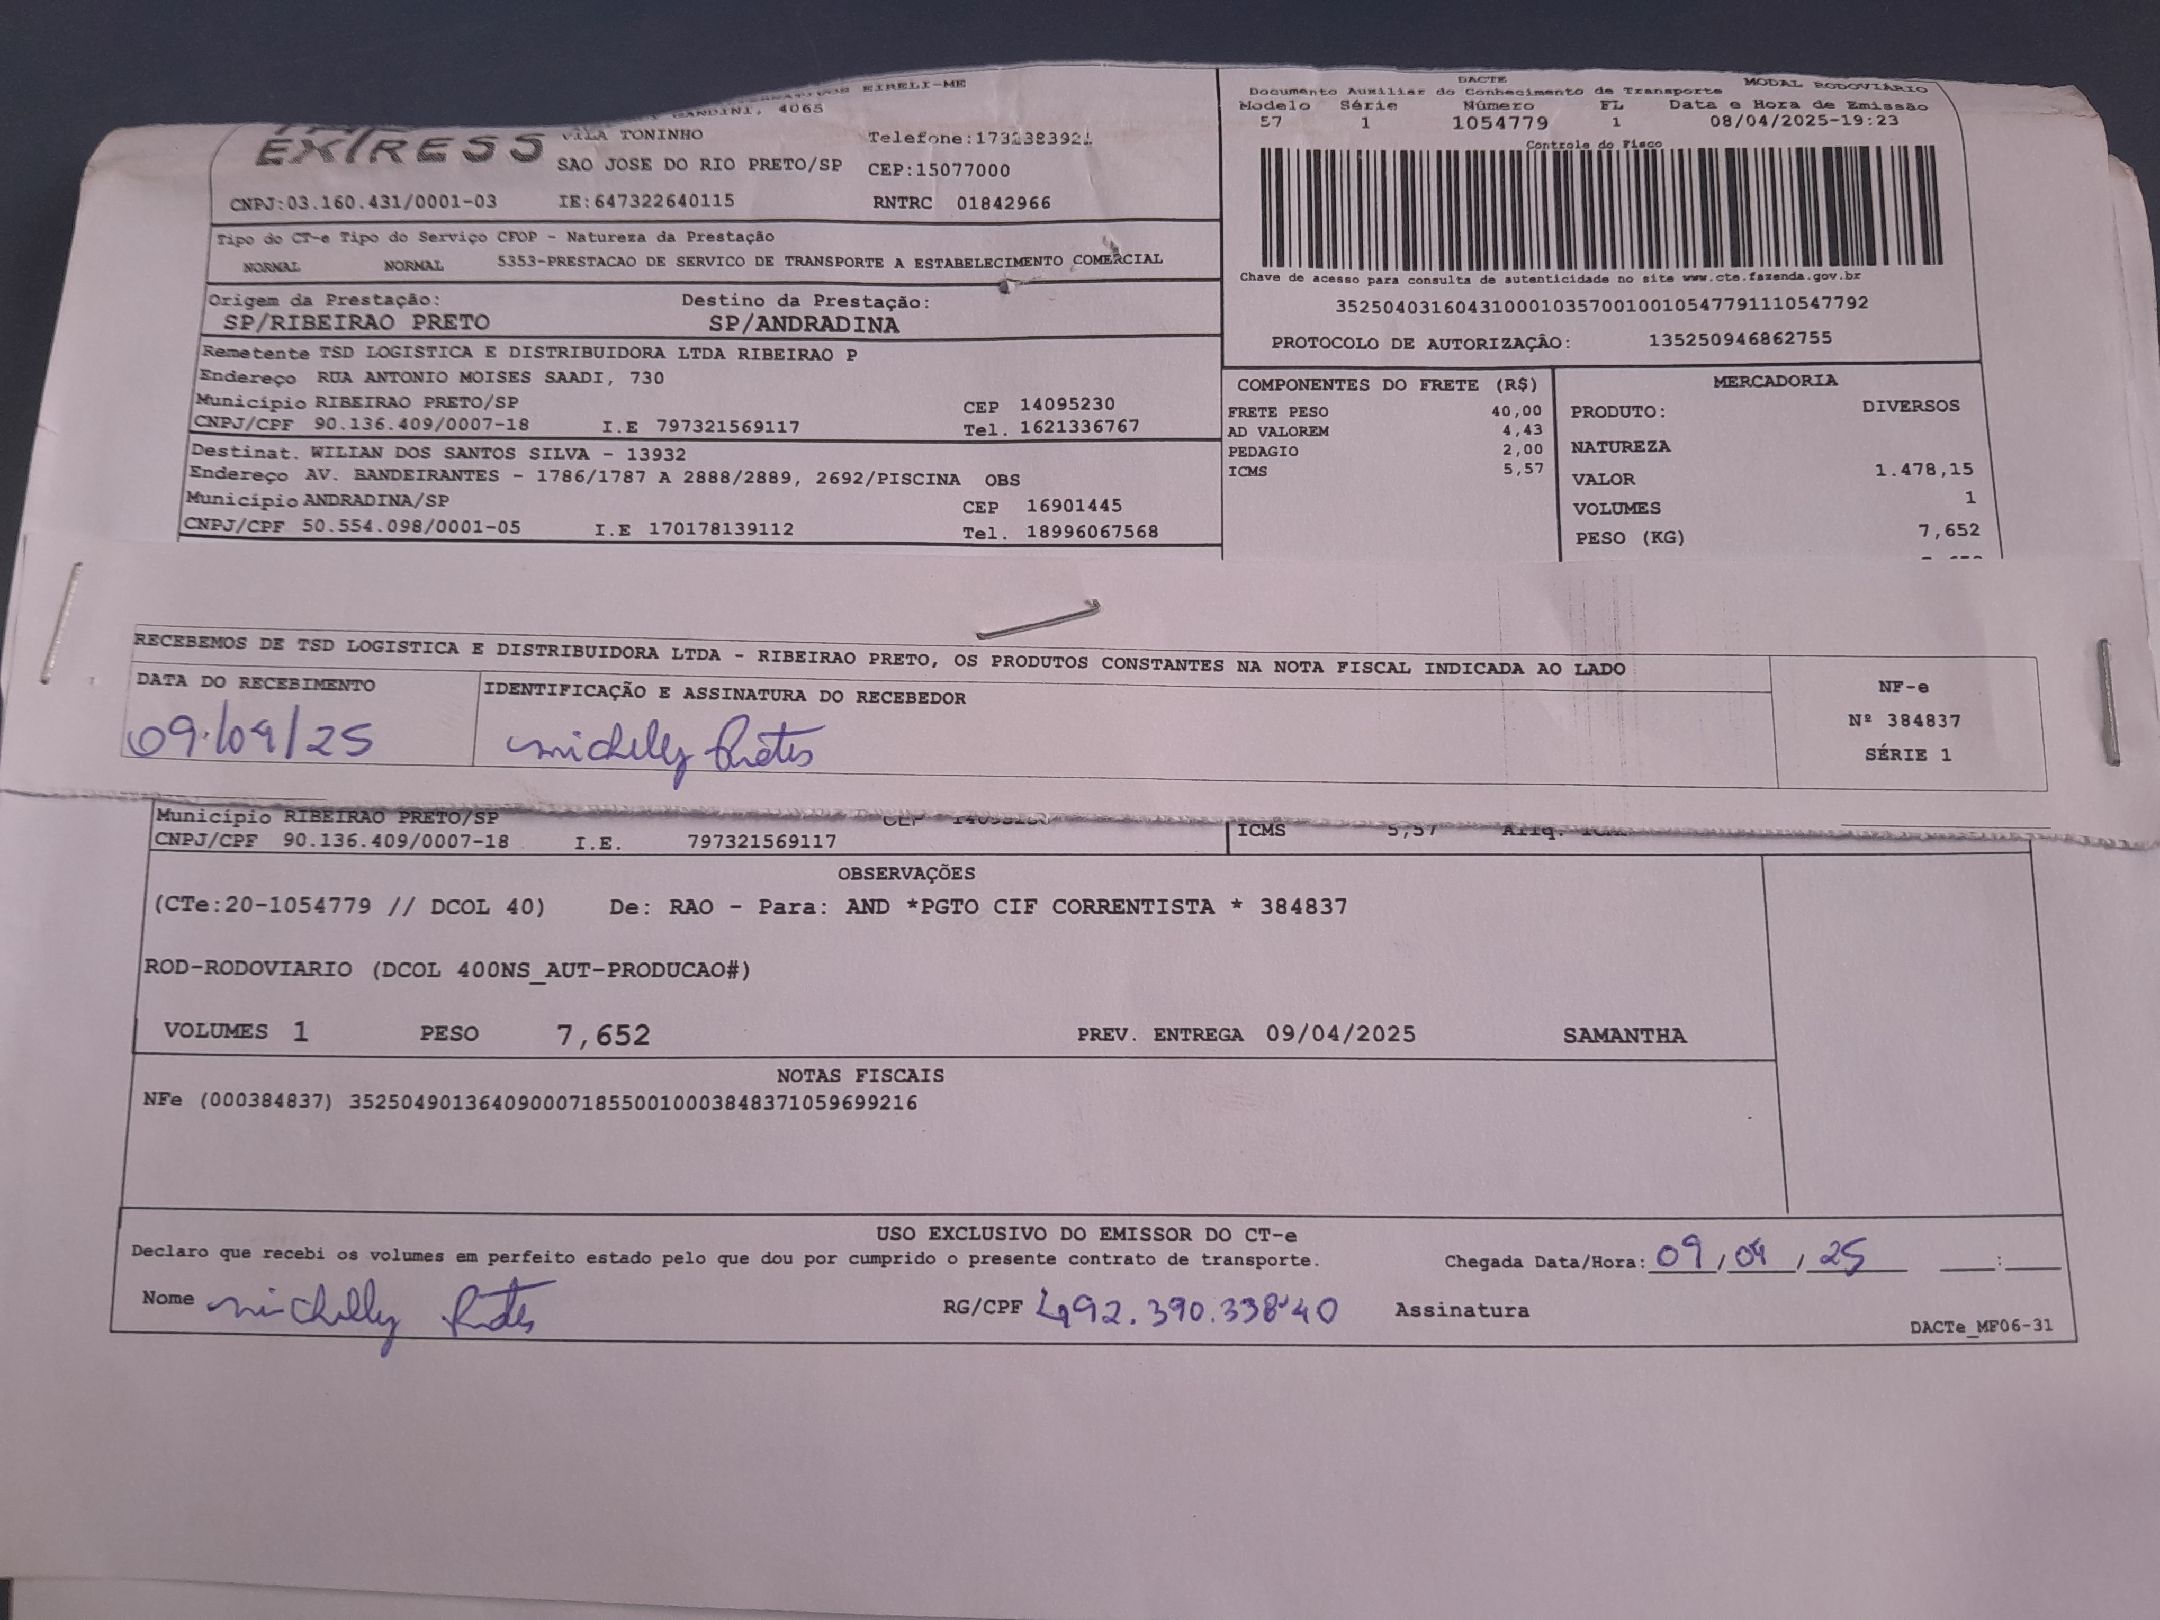 EIRELI-ME
4065
EX/RESS
VILA TONINHO
Telefone:1732383921
SAO JOSE DO RIO PRETO/SP CEP:15077000
CNPJ:03.160.431/0001-03 IE:647322640115 RNTRC 01842966
DACTE MODAL RODOVIÁRIO
Documento Auxiliar do Conhecimento de Transporte
Modelo Série Número FL Data e Hora de Emissão
57 1 1054779 1 08/04/2025-19:23
Controle do Fisco
Chave de acesso para consulta de autenticidade no site www.cte.fazenda.gov.br
35250403160431000103570010010547791110547792
PROTOCOLO DE AUTORIZAÇÃO: 135250946862755
Tipo do CT-e Tipo do Serviço CFOP - Natureza da Prestação
NORMAL NORMAL 5353-PRESTACAO DE SERVICO DE TRANSPORTE A ESTABELECIMENTO COMERCIAL
Origem da Prestação: Destino da Prestação:
SP/RIBEIRAO PRETO SP/ANDRADINA
Remetente TSD LOGISTICA E DISTRIBUIDORA LTDA RIBEIRAO P
Endereço RUA ANTONIO MOISES SAADI, 730
Município RIBEIRAO PRETO/SP CEP 14095230
CNPJ/CPF 90.136.409/0007-18 I.E 797321569117 Tel. 1621336767
Destinat. WILIAN DOS SANTOS SILVA - 13932
Endereço AV. BANDEIRANTES - 1786/1787 A 2888/2889, 2692/PISCINA OBS
Município ANDRADINA/SP CEP 16901445
CNPJ/CPF 50.554.098/0001-05 I.E 170178139112 Tel. 18996067568
COMPONENTES DO FRETE (R$)
FRETE PESO 40,00
AD VALOREM 4,43
PEDAGIO 2,00
ICMS 5,57
MERCADORIA
PRODUTO: DIVERSOS
NATUREZA
VALOR 1.478,15
VOLUMES 1
PESO (KG) 7,652
RECEBEMOS DE TSD LOGISTICA E DISTRIBUIDORA LTDA - RIBEIRAO PRETO, OS PRODUTOS CONSTANTES NA NOTA FISCAL INDICADA AO LADO
DATA DO RECEBIMENTO IDENTIFICAÇÃO E ASSINATURA DO RECEBEDOR
09/04/25 michelly Prates
NF-e
Nº 384837
SÉRIE 1
Município RIBEIRAO PRETO/SP
CNPJ/CPF 90.136.409/0007-18 I.E. 797321569117
ICMS 5,57
OBSERVAÇÕES
(CTe:20-1054779 // DCOL 40) De: RAO - Para: AND *PGTO CIF CORRENTISTA * 384837
ROD-RODOVIARIO (DCOL 400NS_AUT-PRODUCAO#)
VOLUMES 1 PESO 7,652 PREV. ENTREGA 09/04/2025 SAMANTHA
NOTAS FISCAIS
NFe (000384837) 35250490136409000718550010003848371059699216
USO EXCLUSIVO DO EMISSOR DO CT-e
Declaro que recebi os volumes em perfeito estado pelo que dou por cumprido o presente contrato de transporte. Chegada Data/Hora: 09/04/25 __:__
Nome michelly Prates RG/CPF 492.390.338-40 Assinatura
DACTe_MF06-31